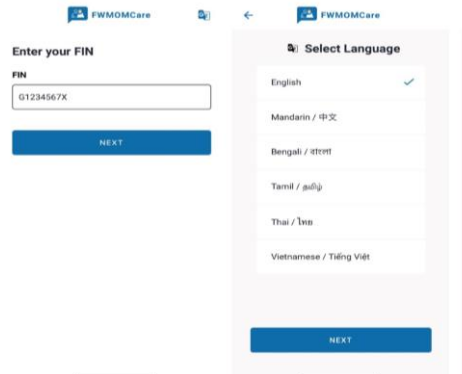 FWMOMCare
Enter your FIN
FIN
G1234567X
NEXT
FWMOMCare
Select Language
English
Mandarin / 中文
Bengali / বাংলা
Tamil / தமிழ்
Thai / ไทย
Vietnamese / Tiếng Việt
NEXT